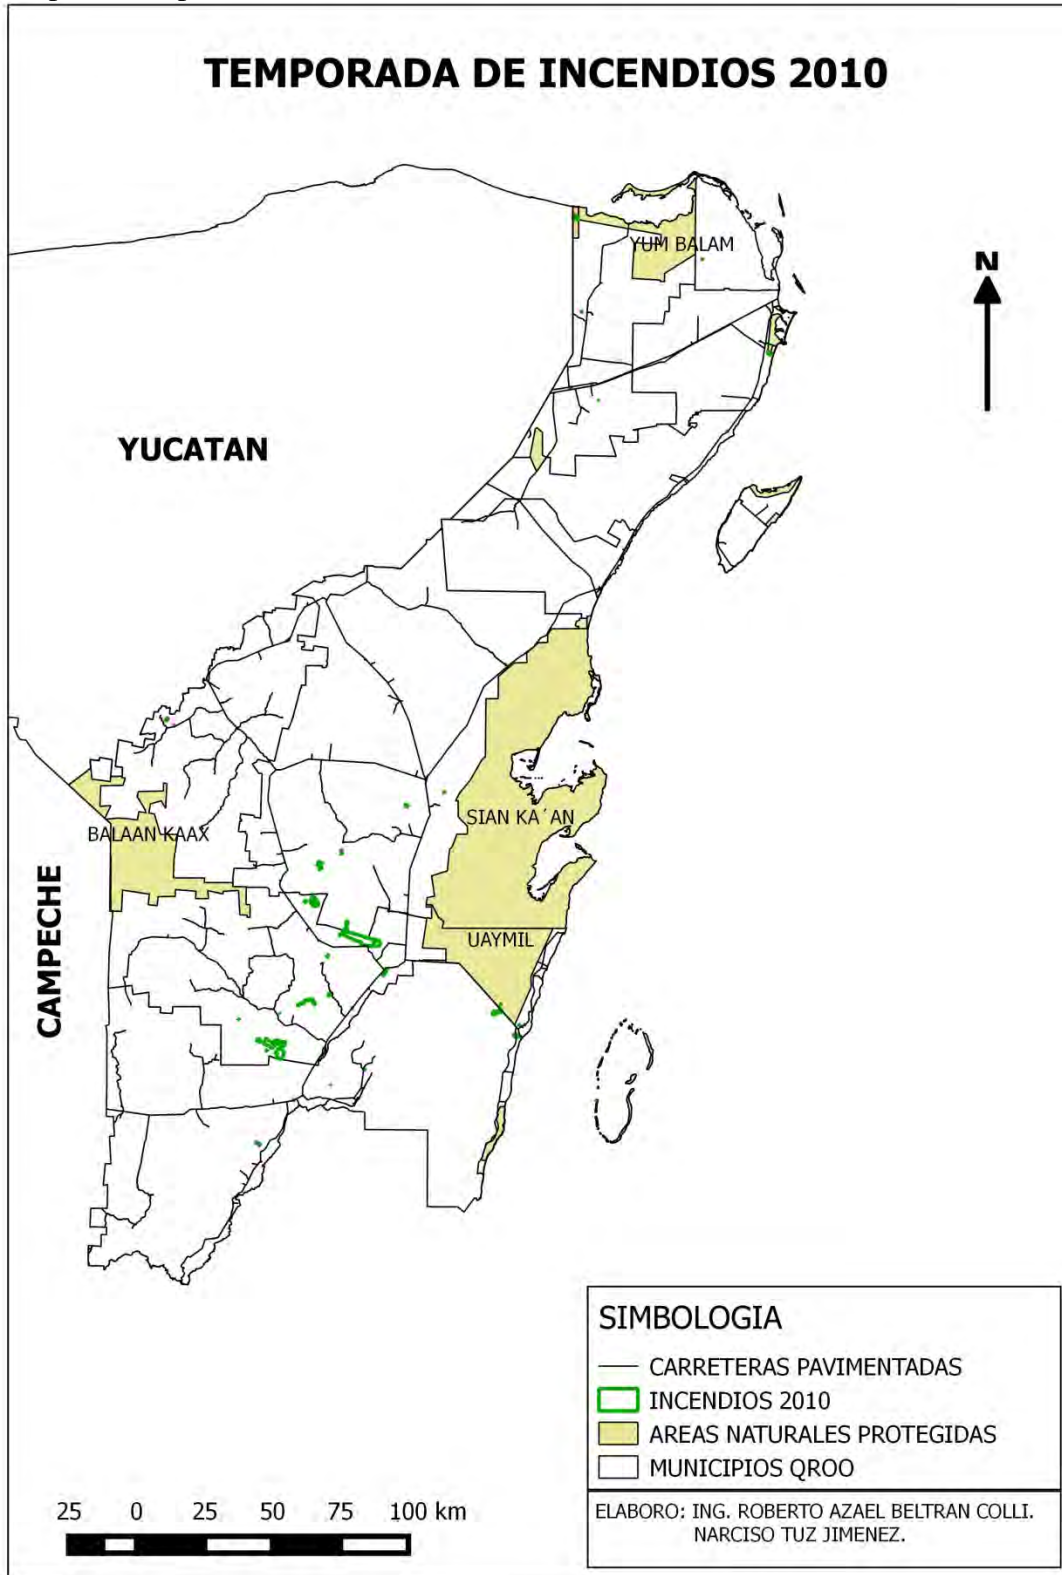 TEMPORADA DE INCENDIOS 2010
YUM BALAM
N
YUCATAN
SIAN KA´AN
BALAAN KAAX
CAMPECHE
UAYMIL
SIMBOLOGIA
CARRETERAS PAVIMENTADAS
INCENDIOS 2010
AREAS NATURALES PROTEGIDAS
MUNICIPIOS QROO
25 0 25 50 75 100 km
ELABORO: ING. ROBERTO AZAEL BELTRAN COLLI.
NARCISO TUZ JIMENEZ.